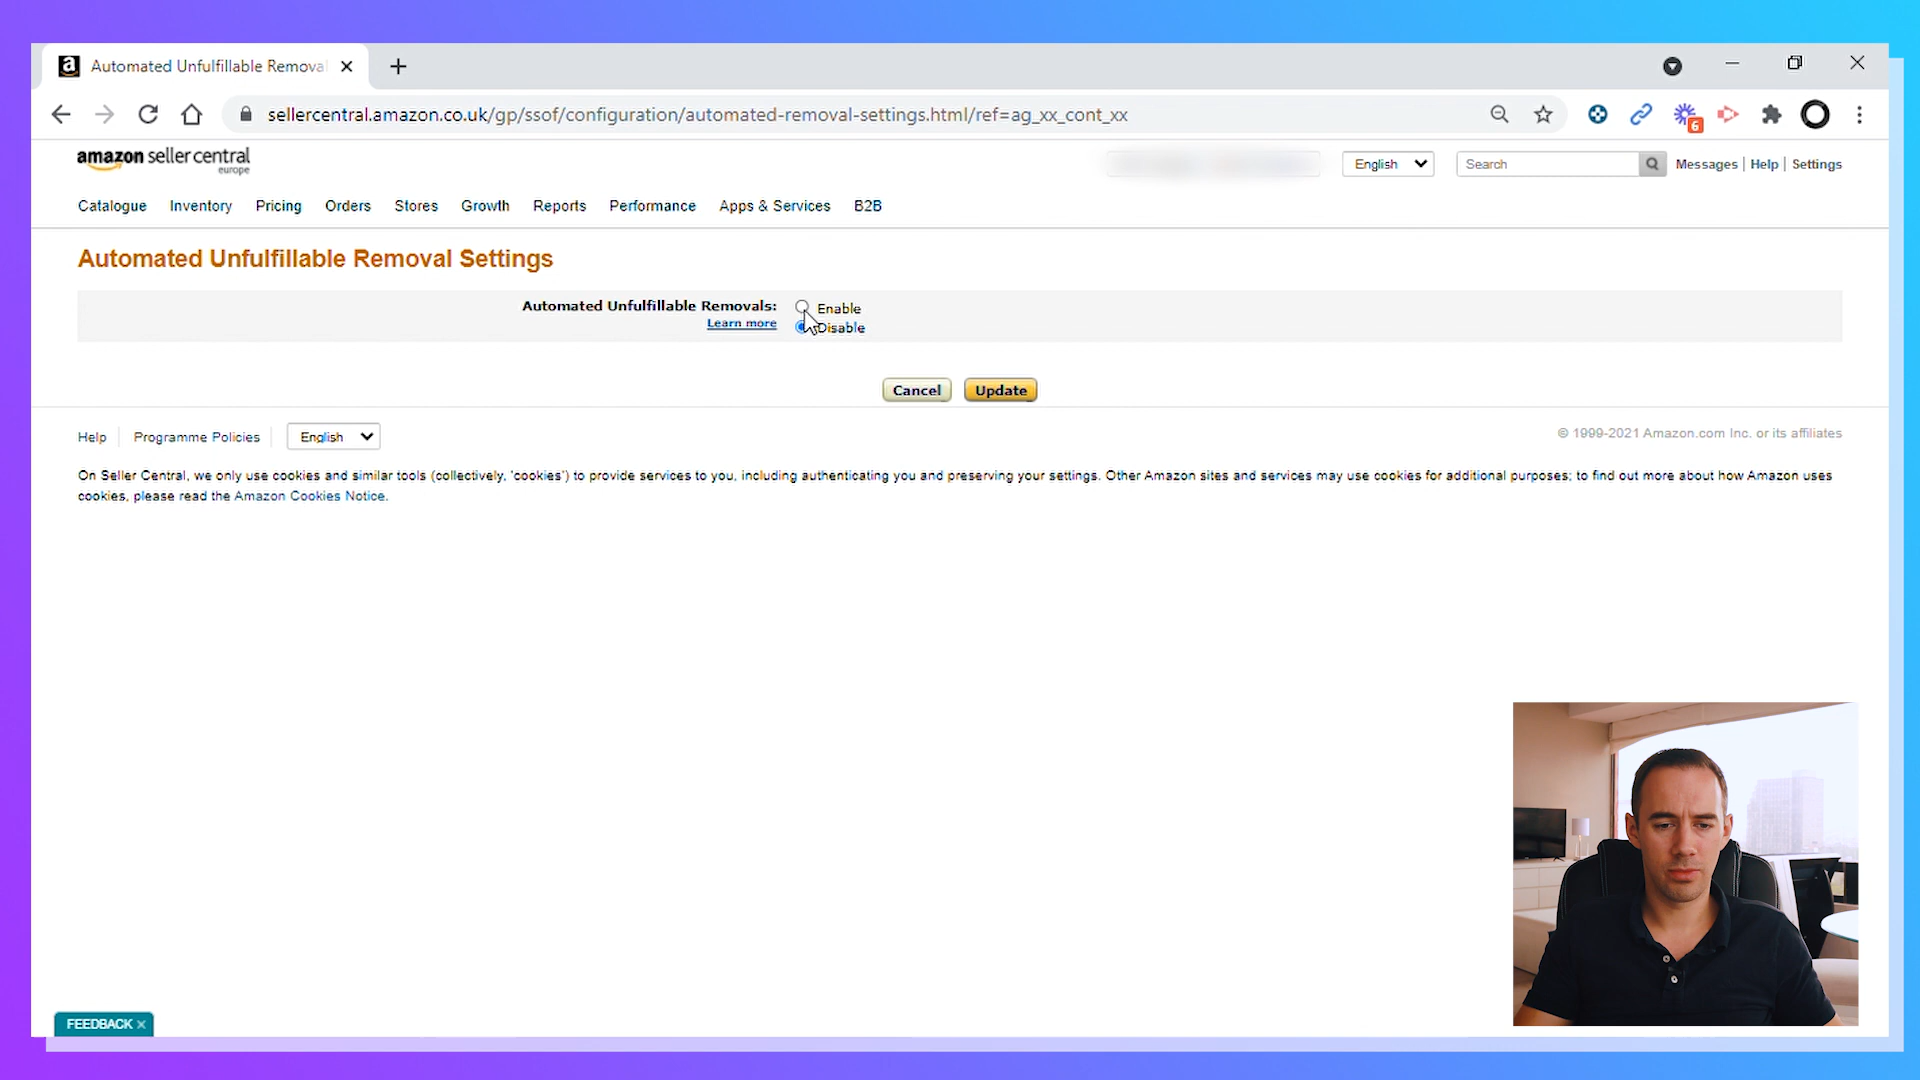 Automated Unfulfillable Remova
sellercentral.amazon.co.uk/gp/ssof/configuration/automated-removal-settings.html/ref=ag_xx_cont_xx
6
amazon seller central
europe
English
Search
Messages | Help | Settings
Catalogue Inventory Pricing Orders Stores Growth Reports Performance Apps & Services B2B
Automated Unfulfillable Removal Settings
Automated Unfulfillable Removals:
Learn more
Enable
Disable
Cancel Update
Help Programme Policies English
© 1999-2021 Amazon.com Inc. or its affiliates
On Seller Central, we only use cookies and similar tools (collectively, 'cookies') to provide services to you, including authenticating you and preserving your settings. Other Amazon sites and services may use cookies for additional purposes; to find out more about how Amazon uses
cookies, please read the Amazon Cookies Notice.
FEEDBACK